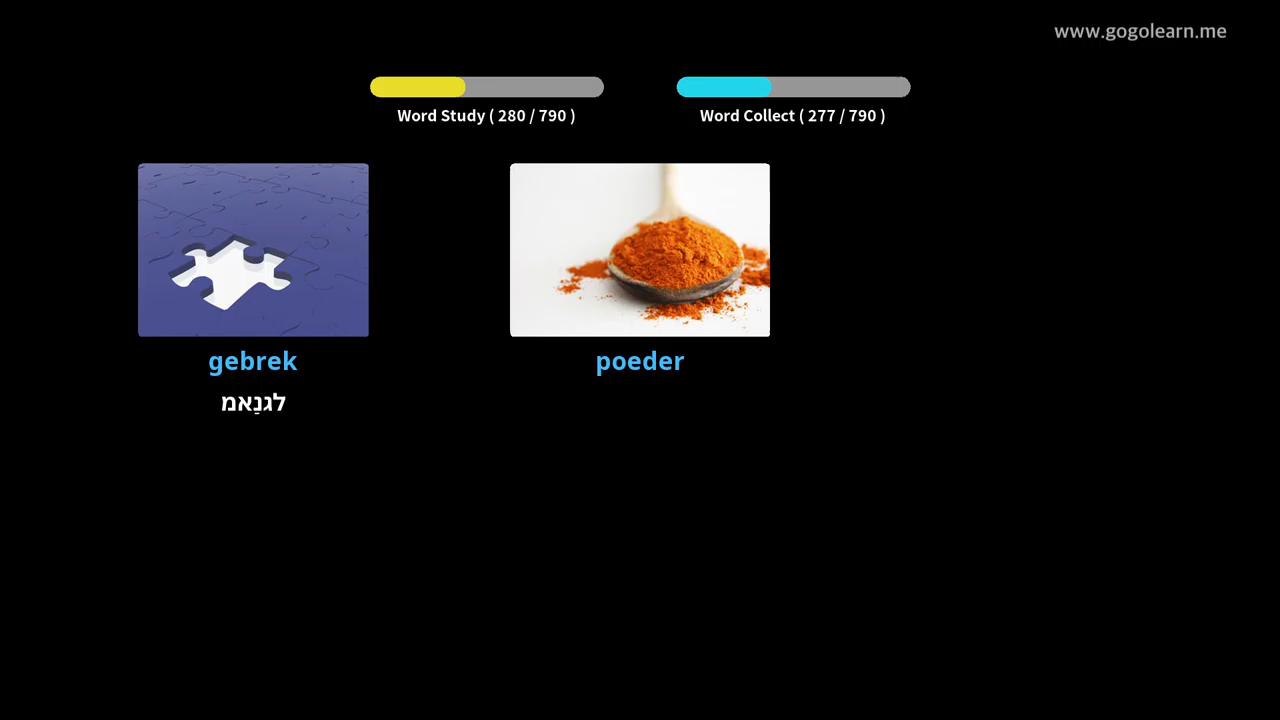 www.gogolearn.me
Word Study ( 280 / 790 )
Word Collect ( 277 / 790 )
gebrek
poeder
לגנַאמ